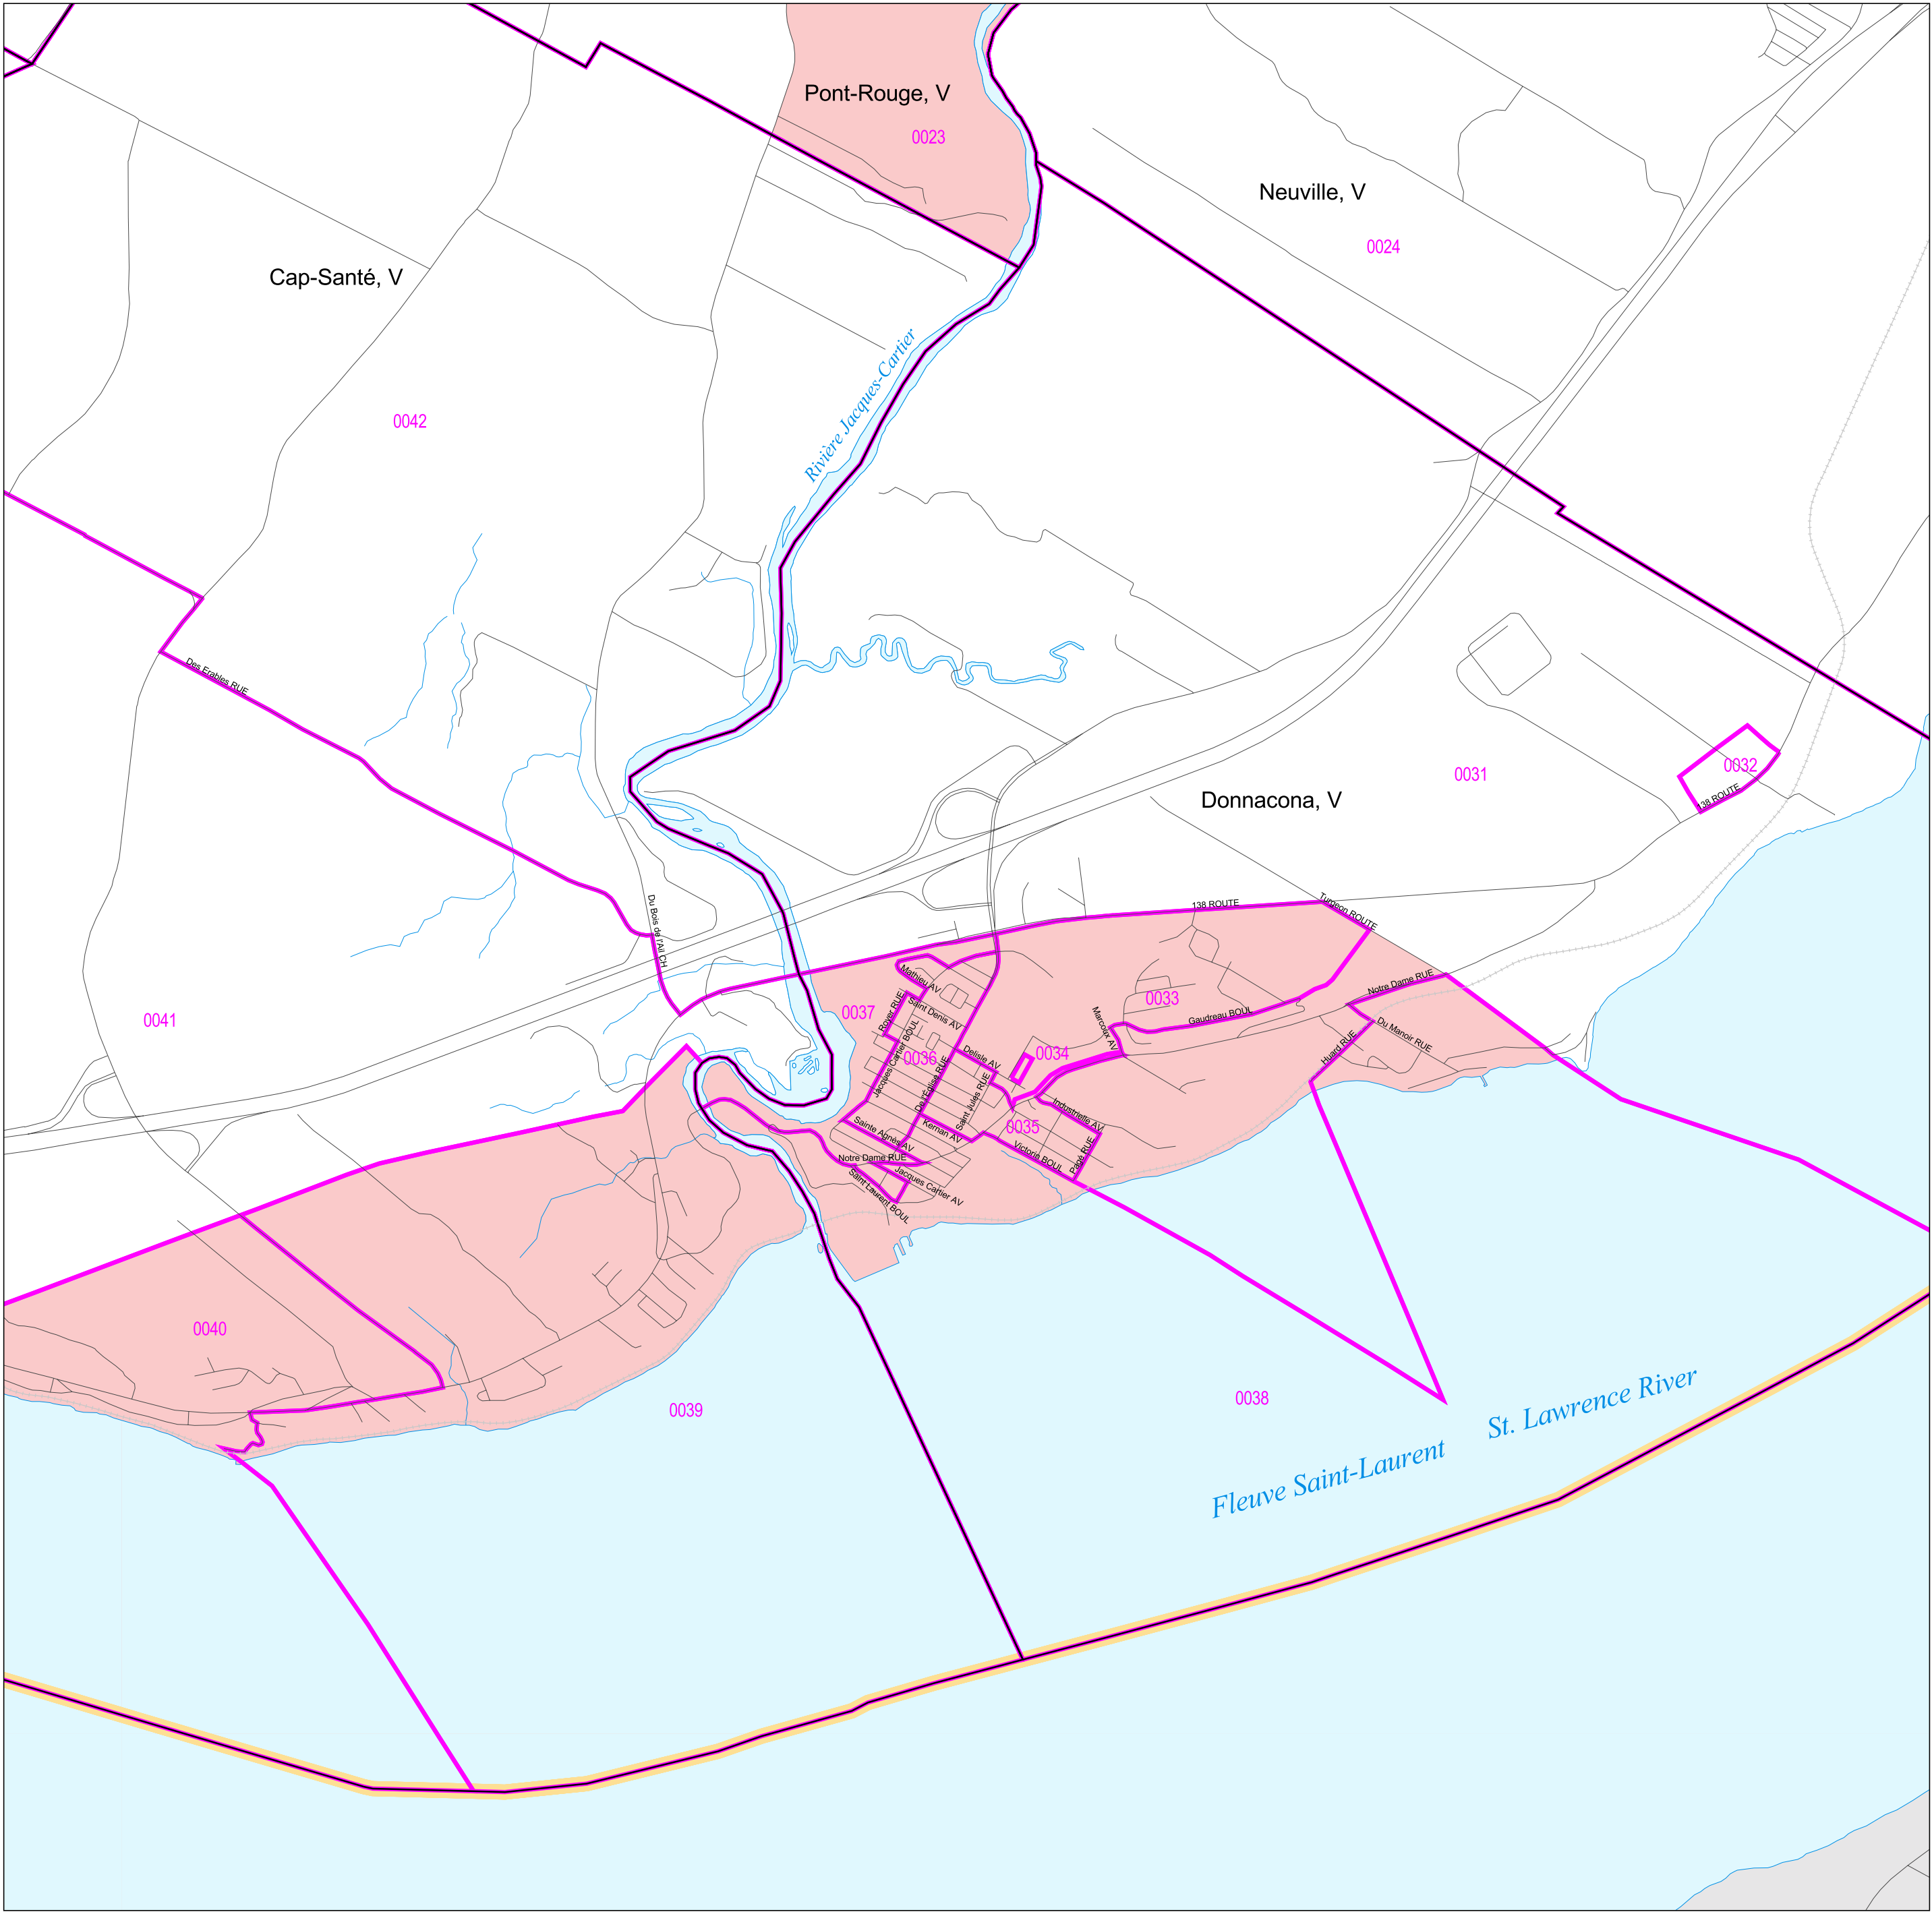 Pont-Rouge, V
0023
Neuville, V
0024
Cap-Santé, V
0042
Rivière Jacques-Cartier
Des Erables RUE
0031
0032
138 ROUTE
Donnacona, V
Du Bois de l'Ail CH
138 ROUTE
Turgeon ROUTE
Mathieu AV
Notre Dame RUE
0033
Royer RUE
Saint Denis AV
0037
0041
Marcoux AV
Gaudreau BOUL
Du Manoir RUE
Huard RUE
Jacques Cartier BOUL
0036
Delisle AV
0034
De l'Église RUE
Saint Jules RUE
Industrielle AV
0035
Sainte Agnès AV
Kernan AV
Victorin BOUL
Pagé RUE
Notre Dame RUE
Jacques Cartier AV
Saint Laurent BOUL
0040
0039
0038
St. Lawrence River
Fleuve Saint-Laurent